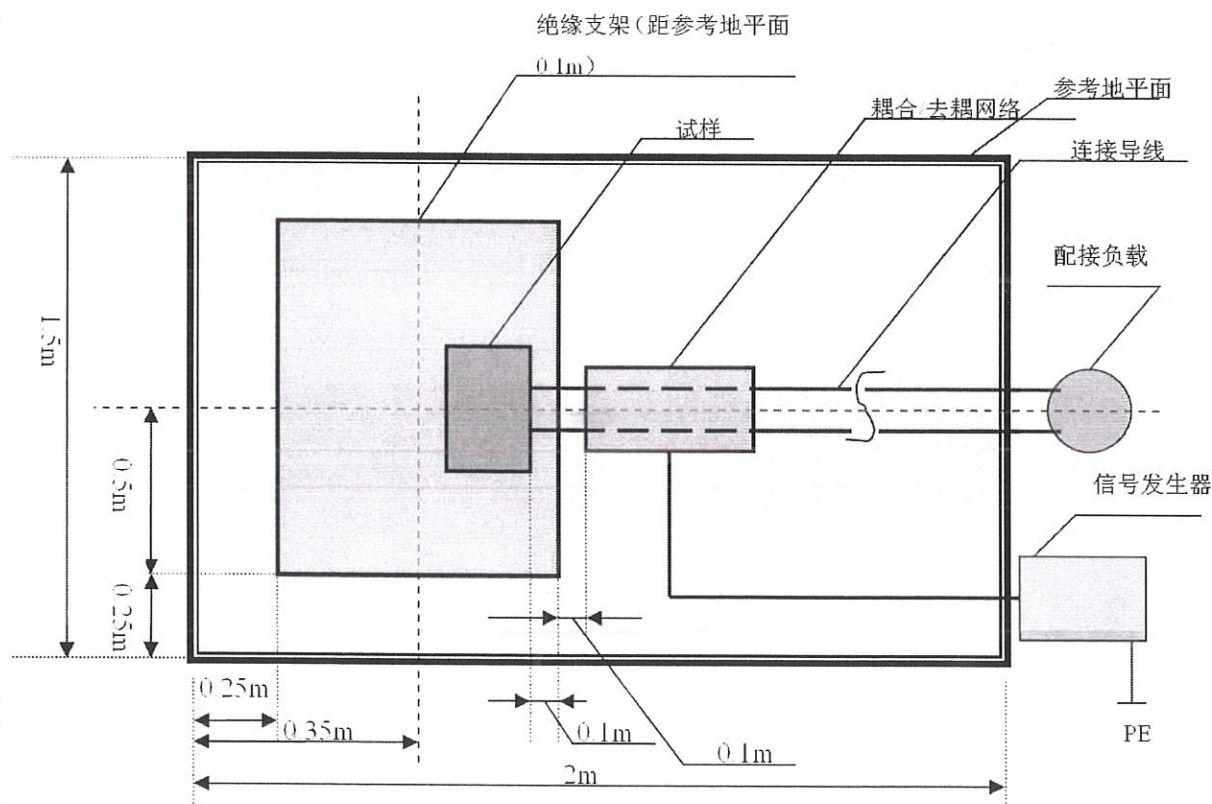 绝缘支架（距参考地平面
0.1m）
参考地平面
耦合/去耦网络
试样
连接导线
配接负载
1.5m
0.5m
信号发生器
0.25m
0.25m
0.35m
0.1m
0.1m
PE
2m